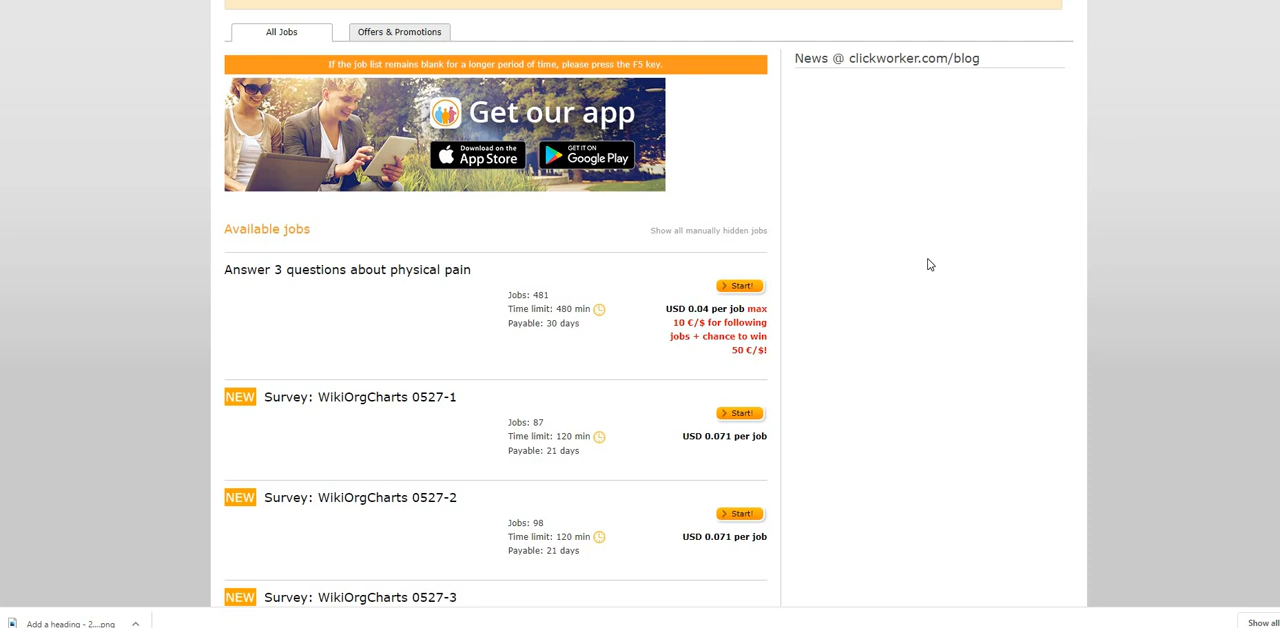 All Jobs
Offers & Promotions
If the job list remains blank for a longer period of time, please press the F5 key.
News @ clickworker.com/blog
Get our app
Download on the
App Store
GET IT ON
Google Play
Available jobs
Show all manually hidden jobs
Answer 3 questions about physical pain
Start!
Jobs: 481
Time limit: 480 min
Payable: 30 days
USD 0.04 per job max
10 €/$ for following
jobs + chance to win
50 €/$!
NEW Survey: WikiOrgCharts 0527-1
Start!
Jobs: 87
Time limit: 120 min
Payable: 21 days
USD 0.071 per job
NEW Survey: WikiOrgCharts 0527-2
Start!
Jobs: 98
Time limit: 120 min
Payable: 21 days
USD 0.071 per job
NEW Survey: WikiOrgCharts 0527-3
Add a heading - 2....png
Show all